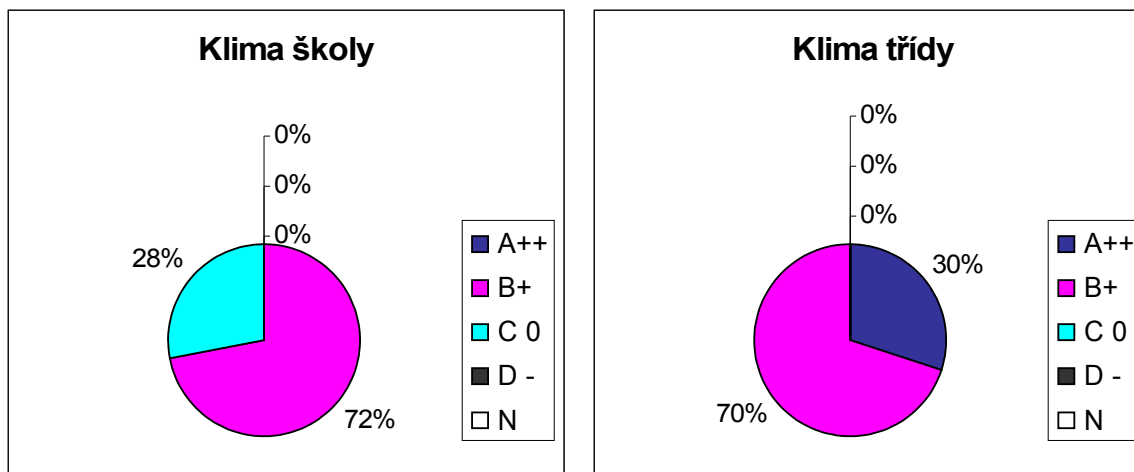 Klima školy
0%
0%
0%
28%
72%
A++
B+
C 0
D -
N
Klima třídy
0%
0%
0%
30%
70%
A++
B+
C 0
D -
N